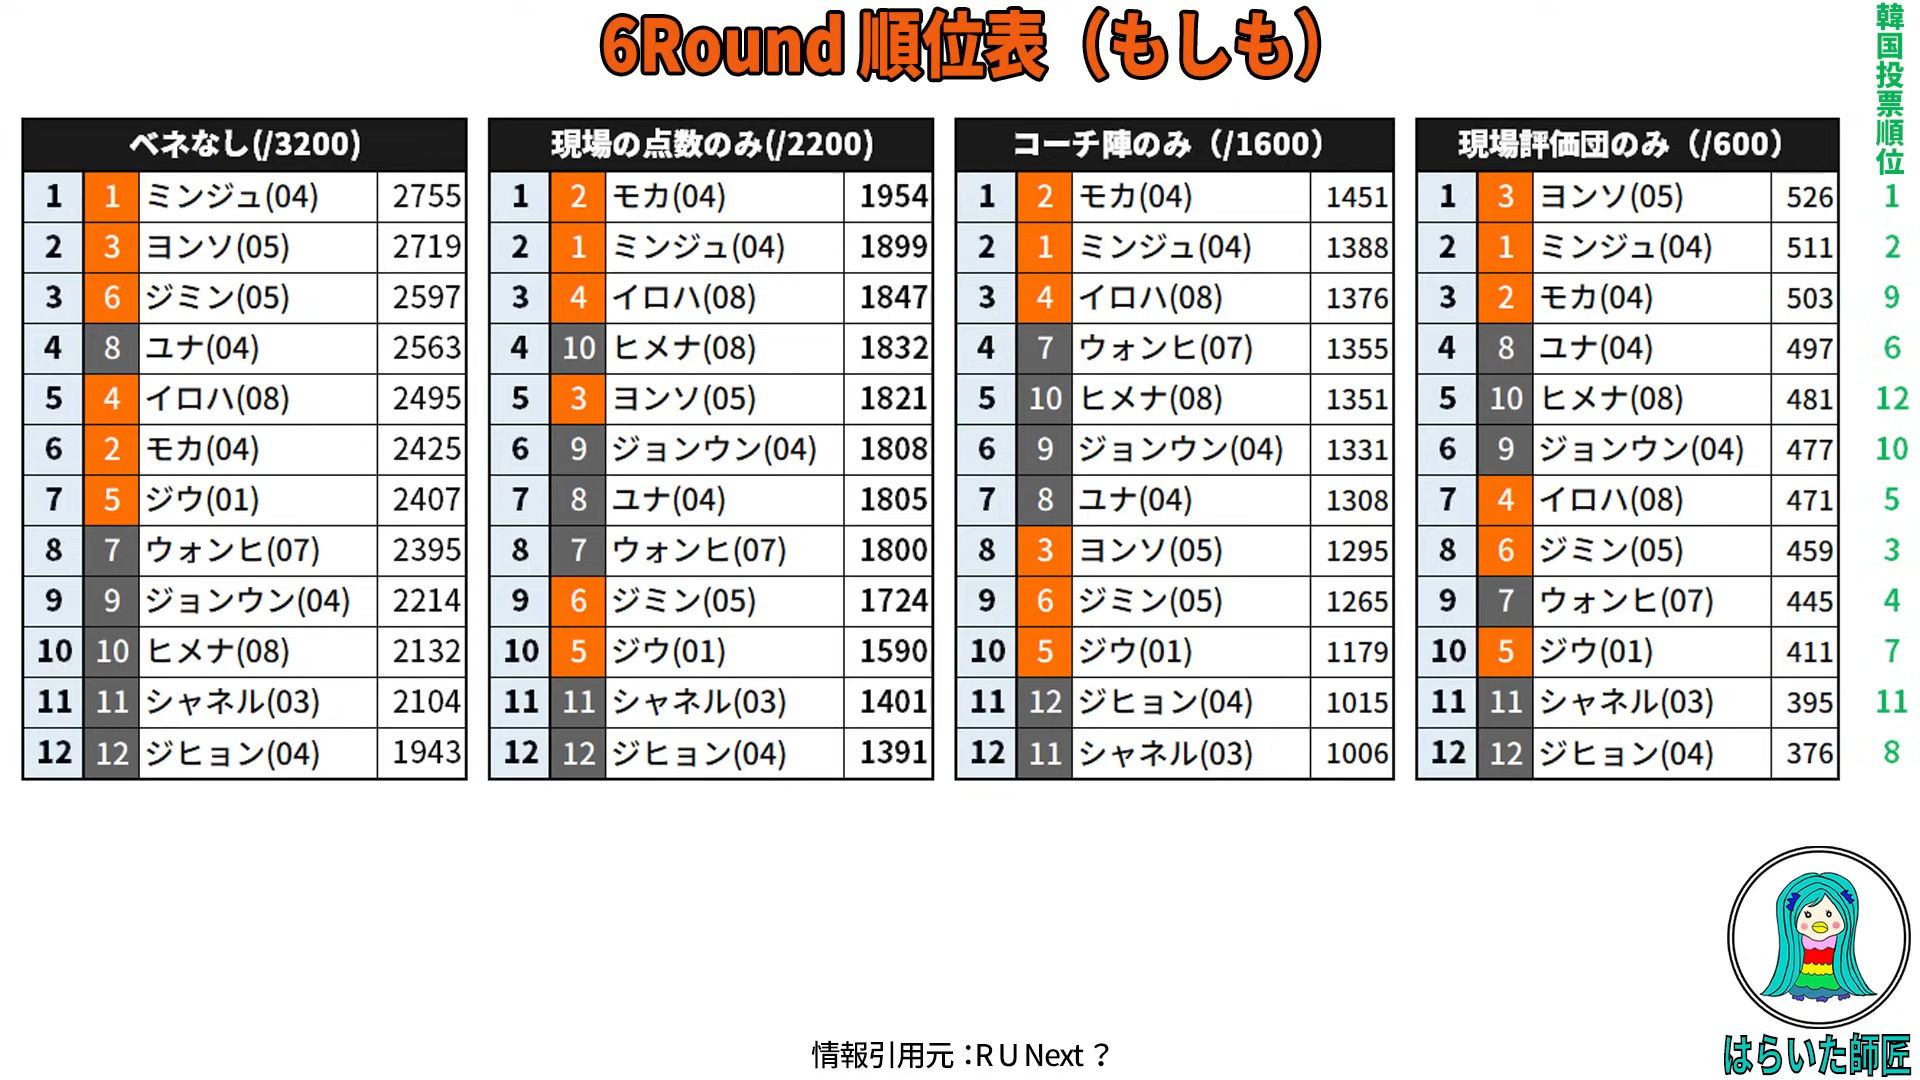 6Round 順位表（もしも）
韓国投票順位
ベネなし(/3200)
1 1 ミンジュ(04) 2755
2 3 ヨンソ(05) 2719
3 6 ジミン(05) 2597
4 8 ユナ(04) 2563
5 4 イロハ(08) 2495
6 2 モカ(04) 2425
7 5 ジウ(01) 2407
8 7 ウォンヒ(07) 2395
9 9 ジョンウン(04) 2214
10 10 ヒメナ(08) 2132
11 11 シャネル(03) 2104
12 12 ジヒョン(04) 1943
現場の点数のみ(/2200)
1 2 モカ(04) 1954
2 1 ミンジュ(04) 1899
3 4 イロハ(08) 1847
4 10 ヒメナ(08) 1832
5 3 ヨンソ(05) 1821
6 9 ジョンウン(04) 1808
7 8 ユナ(04) 1805
8 7 ウォンヒ(07) 1800
9 6 ジミン(05) 1724
10 5 ジウ(01) 1590
11 11 シャネル(03) 1401
12 12 ジヒョン(04) 1391
コーチ陣のみ（/1600）
1 2 モカ(04) 1451
2 1 ミンジュ(04) 1388
3 4 イロハ(08) 1376
4 7 ウォンヒ(07) 1355
5 10 ヒメナ(08) 1351
6 9 ジョンウン(04) 1331
7 8 ユナ(04) 1308
8 3 ヨンソ(05) 1295
9 6 ジミン(05) 1265
10 5 ジウ(01) 1179
11 12 ジヒョン(04) 1015
12 11 シャネル(03) 1006
現場評価団のみ（/600）
1 3 ヨンソ(05) 526 1
2 1 ミンジュ(04) 511 2
3 2 モカ(04) 503 9
4 8 ユナ(04) 497 6
5 10 ヒメナ(08) 481 12
6 9 ジョンウン(04) 477 10
7 4 イロハ(08) 471 5
8 6 ジミン(05) 459 3
9 7 ウォンヒ(07) 445 4
10 5 ジウ(01) 411 7
11 11 シャネル(03) 395 11
12 12 ジヒョン(04) 376 8
情報引用元：R U Next？
はらいた師匠